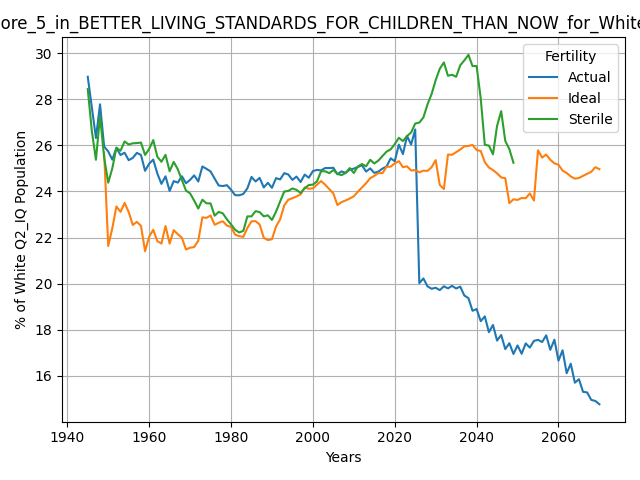 ore_5_in_BETTER_LIVING_STANDARDS_FOR_CHILDREN_THAN_NOW_for_White
Fertility
Actual
Ideal
Sterile
% of White Q2_IQ Population
30
28
26
24
22
20
18
16
1940
1960
1980
2000
2020
2040
2060
Years